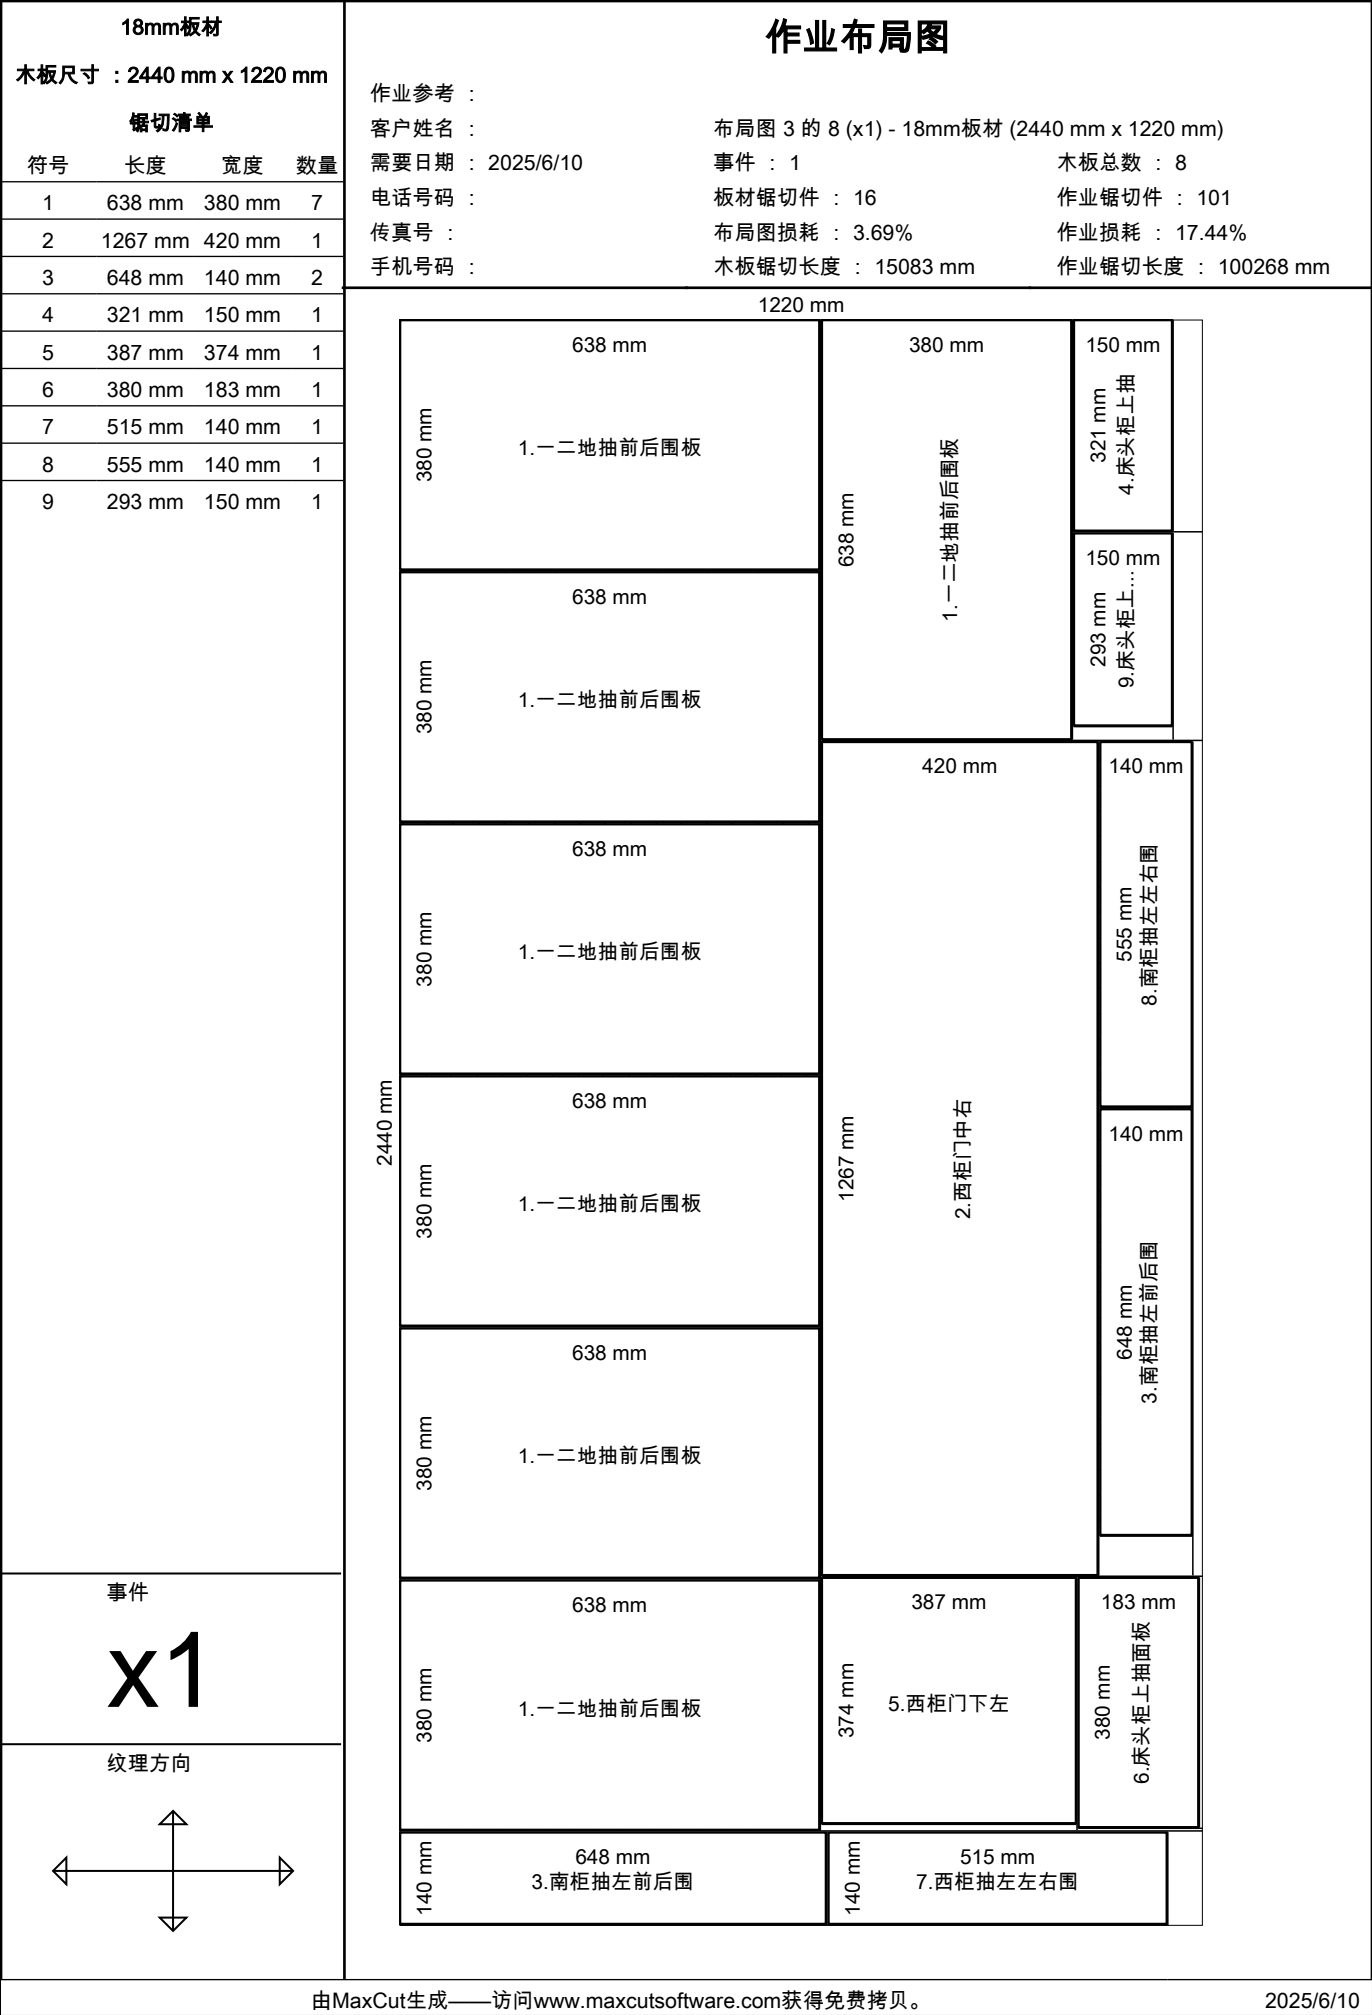 18mm板材
木板尺寸 : 2440 mm x 1220 mm
锯切清单
符号 长度 宽度 数量
1 638 mm 380 mm 7
2 1267 mm 420 mm 1
3 648 mm 140 mm 2
4 321 mm 150 mm 1
5 387 mm 374 mm 1
6 380 mm 183 mm 1
7 515 mm 140 mm 1
8 555 mm 140 mm 1
9 293 mm 150 mm 1
事件
x1
纹理方向
作业布局图
作业参考 :
客户姓名 : 布局图 3 的 8 (x1) - 18mm板材 (2440 mm x 1220 mm)
需要日期 : 2025/6/10 事件 : 1 木板总数 : 8
电话号码 : 板材锯切件 : 16 作业锯切件 : 101
传真号 : 布局图损耗 : 3.69% 作业损耗 : 17.44%
手机号码 : 木板锯切长度 : 15083 mm 作业锯切长度 : 100268 mm
1220 mm
2440 mm
638 mm
380 mm
1.一二地抽前后围板
638 mm
380 mm
1.一二地抽前后围板
638 mm
380 mm
1.一二地抽前后围板
638 mm
380 mm
1.一二地抽前后围板
638 mm
380 mm
1.一二地抽前后围板
638 mm
380 mm
1.一二地抽前后围板
380 mm
638 mm
1.一二地抽前后围板
150 mm
321 mm
4.床头柜上抽
150 mm
293 mm
9.床头柜上...
420 mm
1267 mm
2.西柜门中右
140 mm
555 mm
8.南柜抽左左右围
140 mm
648 mm
3.南柜抽左前后围
387 mm
374 mm
5.西柜门下左
183 mm
380 mm
6.床头柜上抽面板
648 mm
140 mm
3.南柜抽左前后围
515 mm
140 mm
7.西柜抽左左右围
由MaxCut生成——访问www.maxcutsoftware.com获得免费拷贝。 2025/6/10